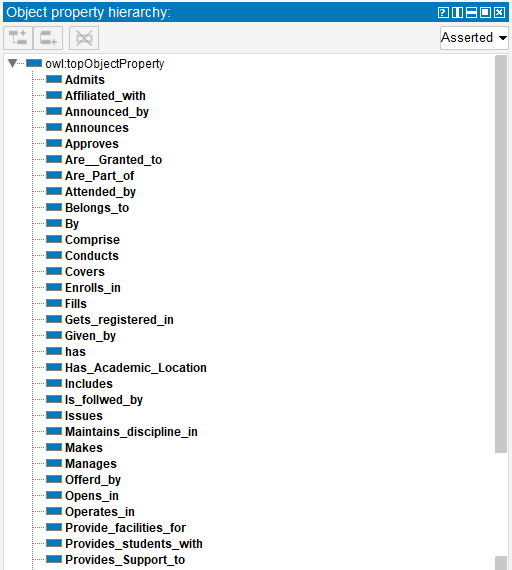 Object property hierarchy:
Asserted
owl:topObjectProperty
Admits
Affiliated_with
Announced_by
Announces
Approves
Are__Granted_to
Are_Part_of
Attended_by
Belongs_to
By
Comprise
Conducts
Covers
Enrolls_in
Fills
Gets_registered_in
Given_by
has
Has_Academic_Location
Includes
Is_follwed_by
Issues
Maintains_discipline_in
Makes
Manages
Offerd_by
Opens_in
Operates_in
Provide_facilities_for
Provides_students_with
Provides_Support_to